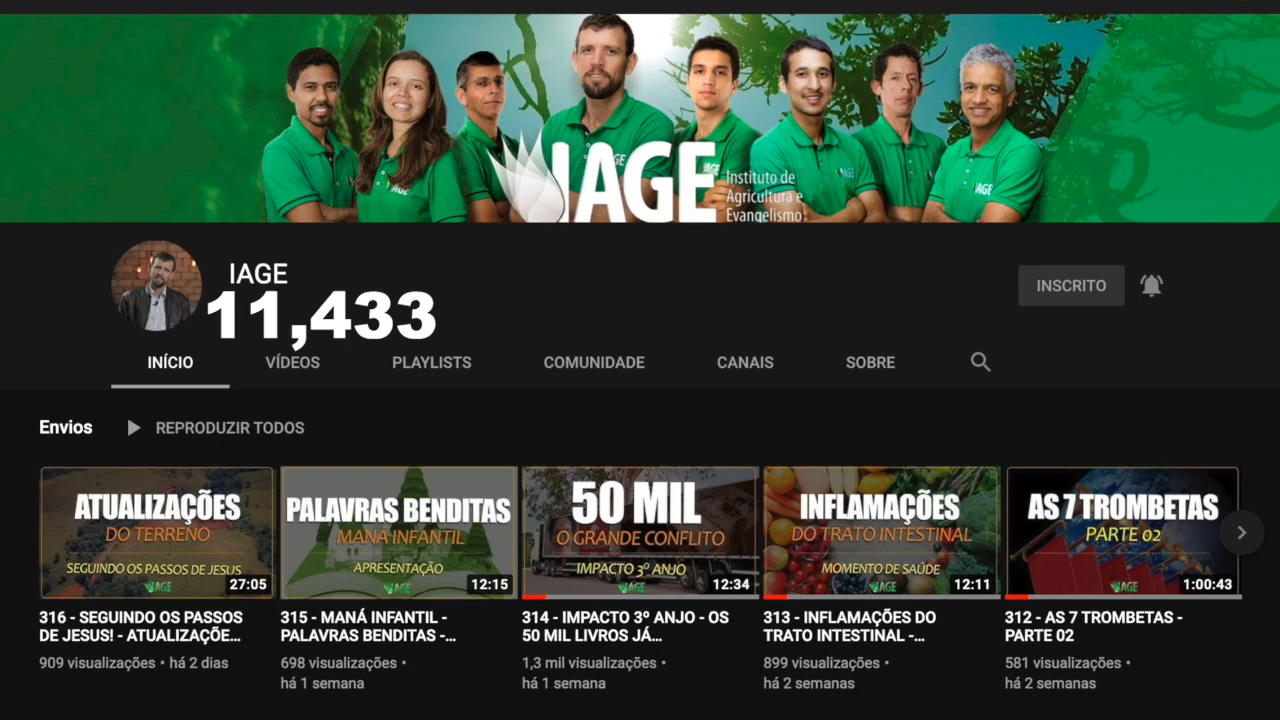 IAGE
Instituto de
Agricultura e
Evangelismo
IAGE
11,433
INSCRITO
INÍCIO VÍDEOS PLAYLISTS COMUNIDADE CANAIS SOBRE
Envios REPRODUZIR TODOS
ATUALIZAÇÕES
DO TERRENO
SEGUINDO OS PASSOS DE JESUS
IAGE
27:05
PALAVRAS BENDITAS
MANÁ INFANTIL
APRESENTAÇÃO
IAGE
12:15
50 MIL
O GRANDE CONFLITO
IMPACTO 3º ANJO
IAGE
12:34
INFLAMAÇÕES
DO TRATO INTESTINAL
MOMENTO DE SAÚDE
IAGE
12:11
AS 7 TROMBETAS
PARTE 02
IAGE
1:00:43
316 - SEGUINDO OS PASSOS
DE JESUS! - ATUALIZAÇÕE...
909 visualizações • há 2 dias
315 - MANÁ INFANTIL -
PALAVRAS BENDITAS -...
698 visualizações •
há 1 semana
314 - IMPACTO 3º ANJO - OS
50 MIL LIVROS JÁ...
1,3 mil visualizações •
há 1 semana
313 - INFLAMAÇÕES DO
TRATO INTESTINAL -...
899 visualizações •
há 2 semanas
312 - AS 7 TROMBETAS -
PARTE 02
581 visualizações •
há 2 semanas